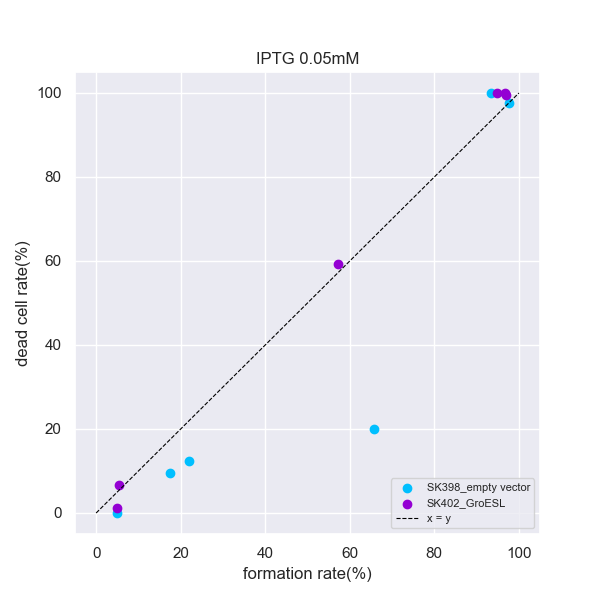 IPTG 0.05mM
dead cell rate(%)
100
80
60
40
20
0
SK398_empty vector
SK402_GroESL
x = y
0 20 40 60 80 100
formation rate(%)